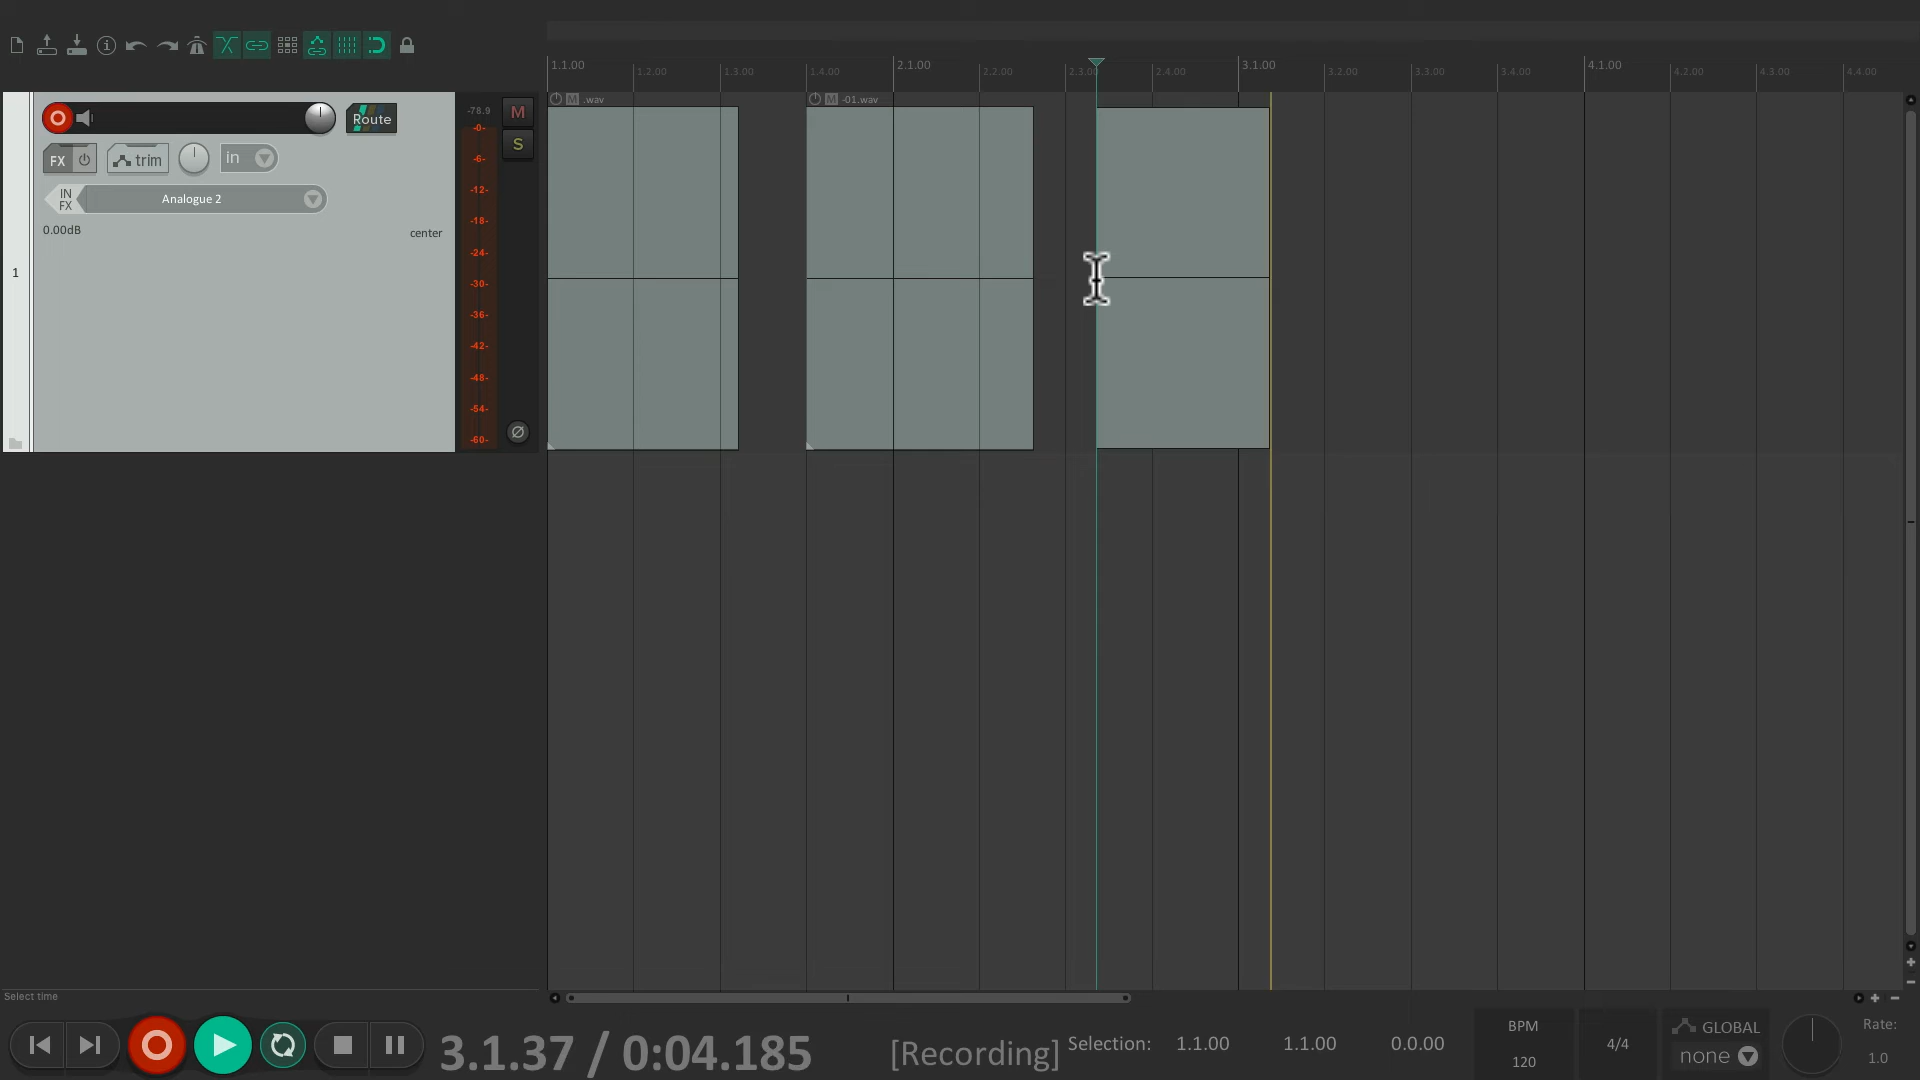 1.1.00
1.2.00
1.3.00
1.4.00
2.1.00
2.2.00
2.3.00
2.4.00
3.1.00
3.2.00
3.3.00
3.4.00
4.1.00
4.2.00
4.3.00
4.4.00
M .wav
M -01.wav
Route
FX
trim
in
IN
FX
Analogue 2
0.00dB
center
1
-78.9
-0-
-6-
-12-
-18-
-24-
-30-
-36-
-42-
-48-
-54-
-60-
M
S
Select time
3.1.37 / 0:04.185
[Recording]
Selection: 1.1.00 1.1.00 0.0.00
BPM
120
4/4
GLOBAL
none
Rate:
1.0